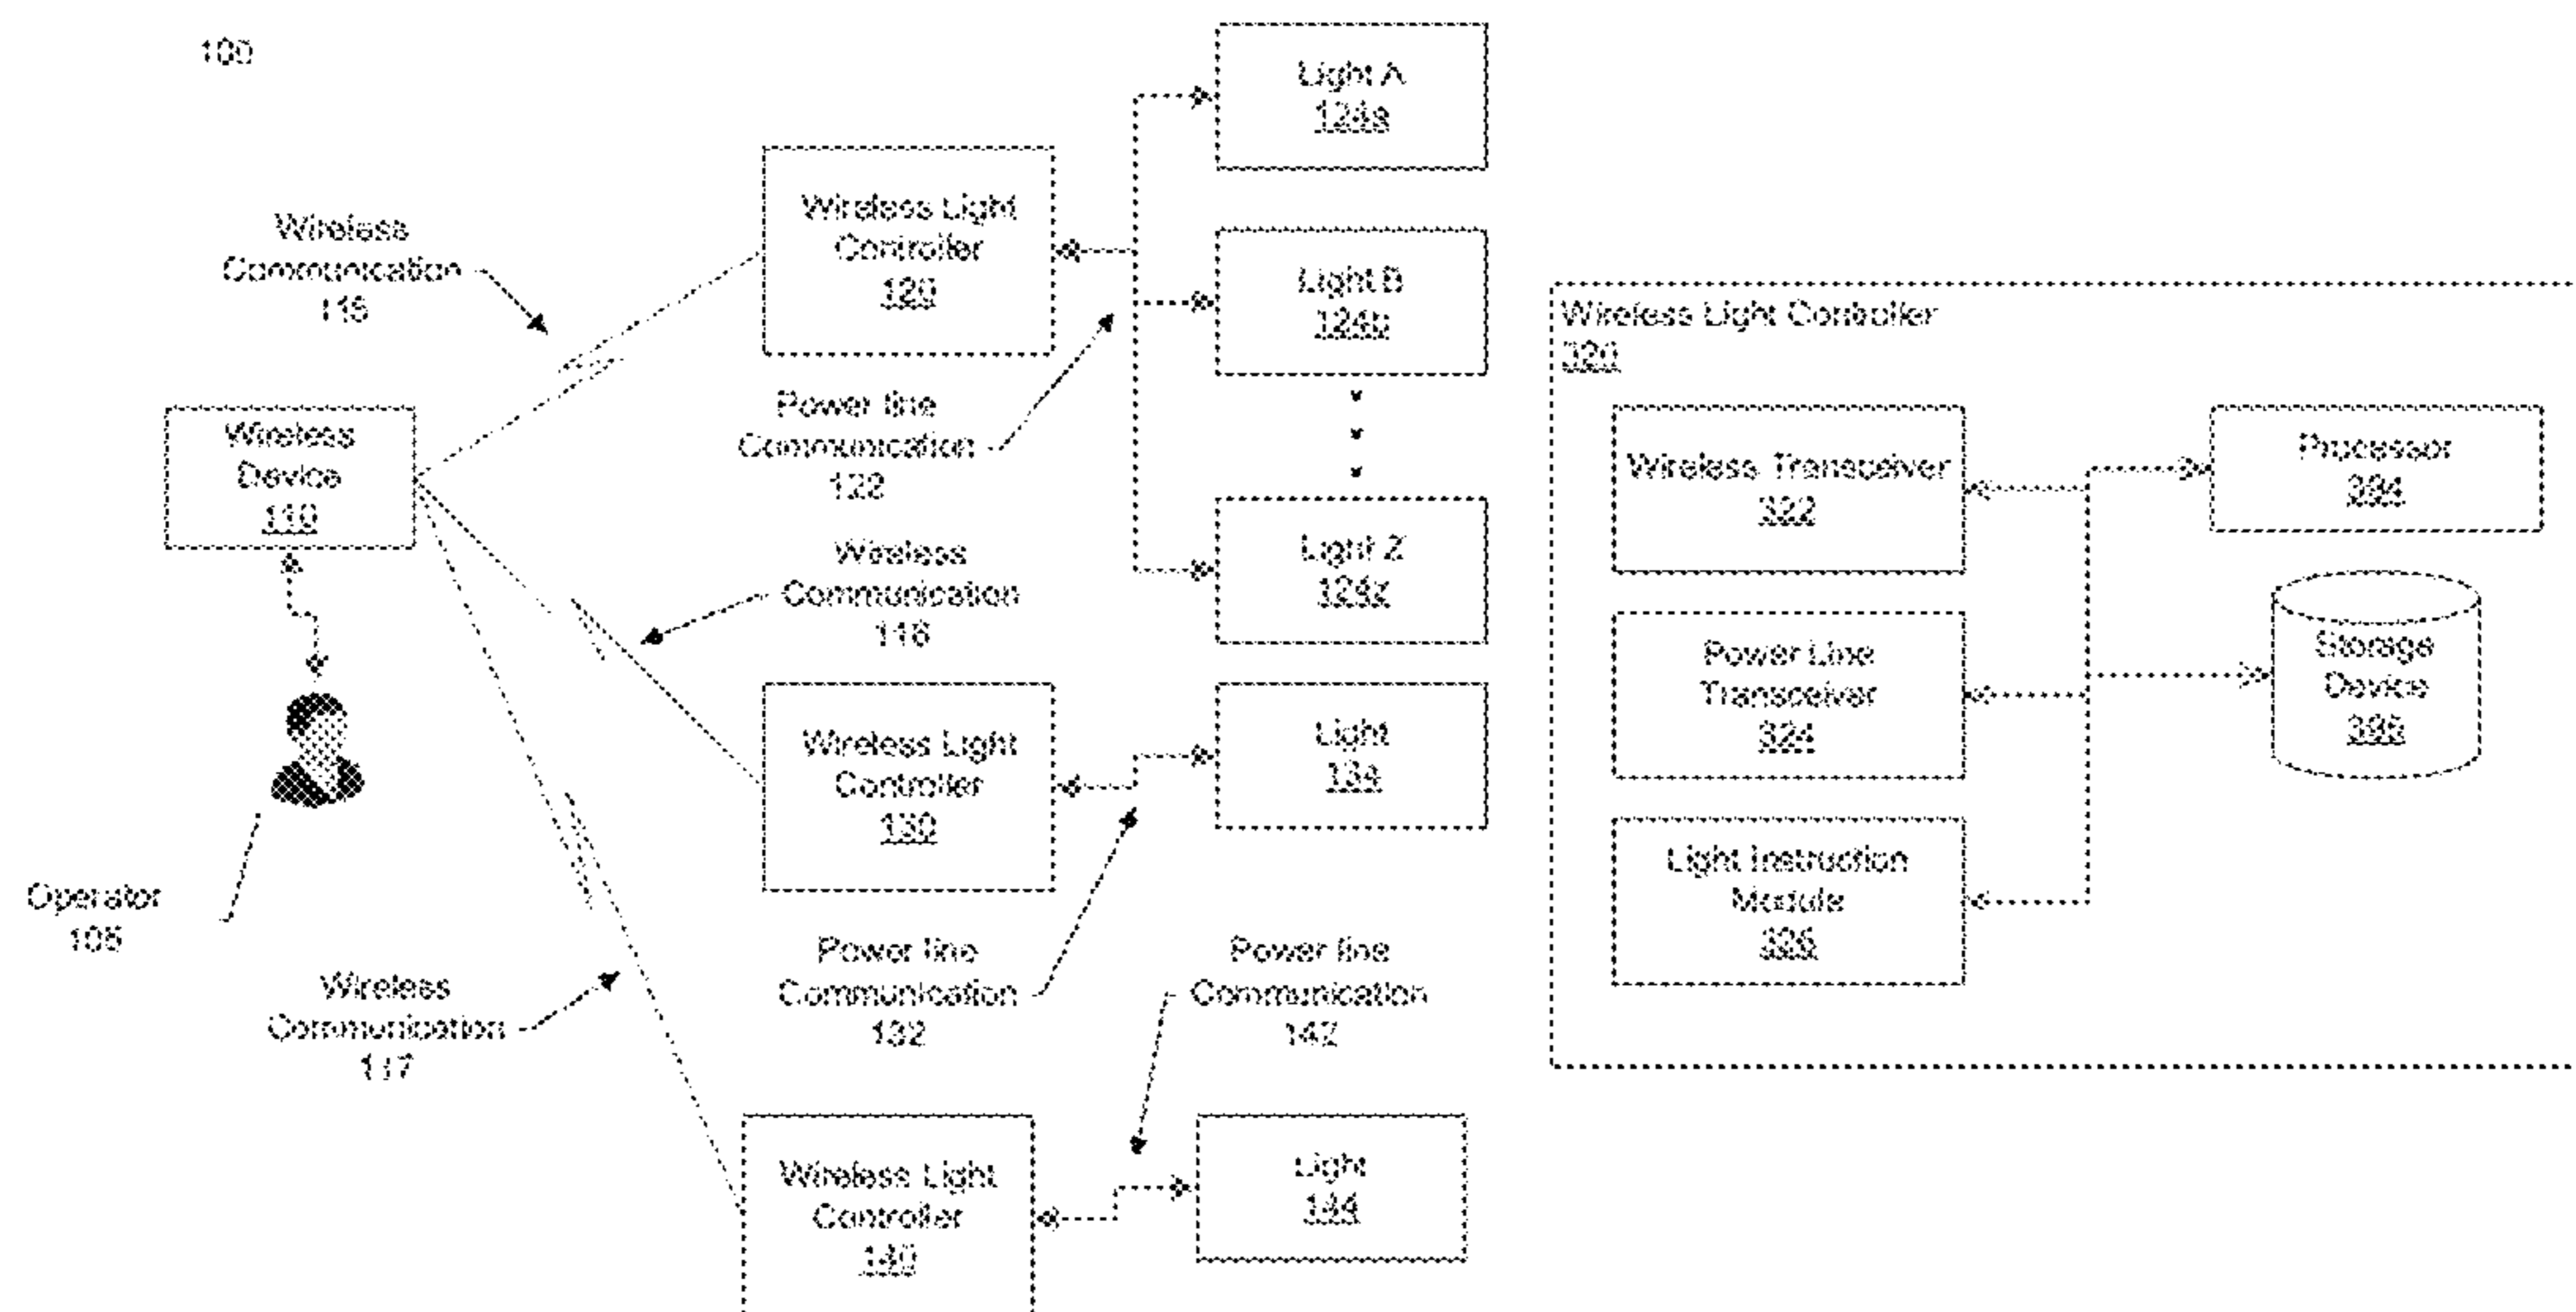 100
Wireless
Communication
115
Wireless
Device
110
Operator
105
Wireless
Communication
117
Wireless Light
Controller
120
Power line
Communication
122
Wireless
Communication
116
Wireless Light
Controller
130
Power line
Communication
132
Wireless Light
Controller
140
Light A
124a
Light B
124b
Light Z
124z
Light
134
Power line
Communication
142
Light
144
Wireless Light Controller
320
Wireless Transceiver
322
Power Line
Transceiver
324
Light Instruction
Module
326
Processor
394
Storage
Device
395